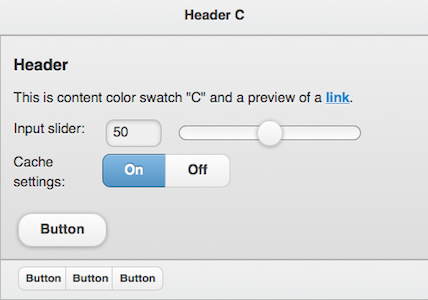 Header C
Header
This is content color swatch "C" and a preview of a link.
Input slider: 50
Cache settings: On Off
Button
Button Button Button